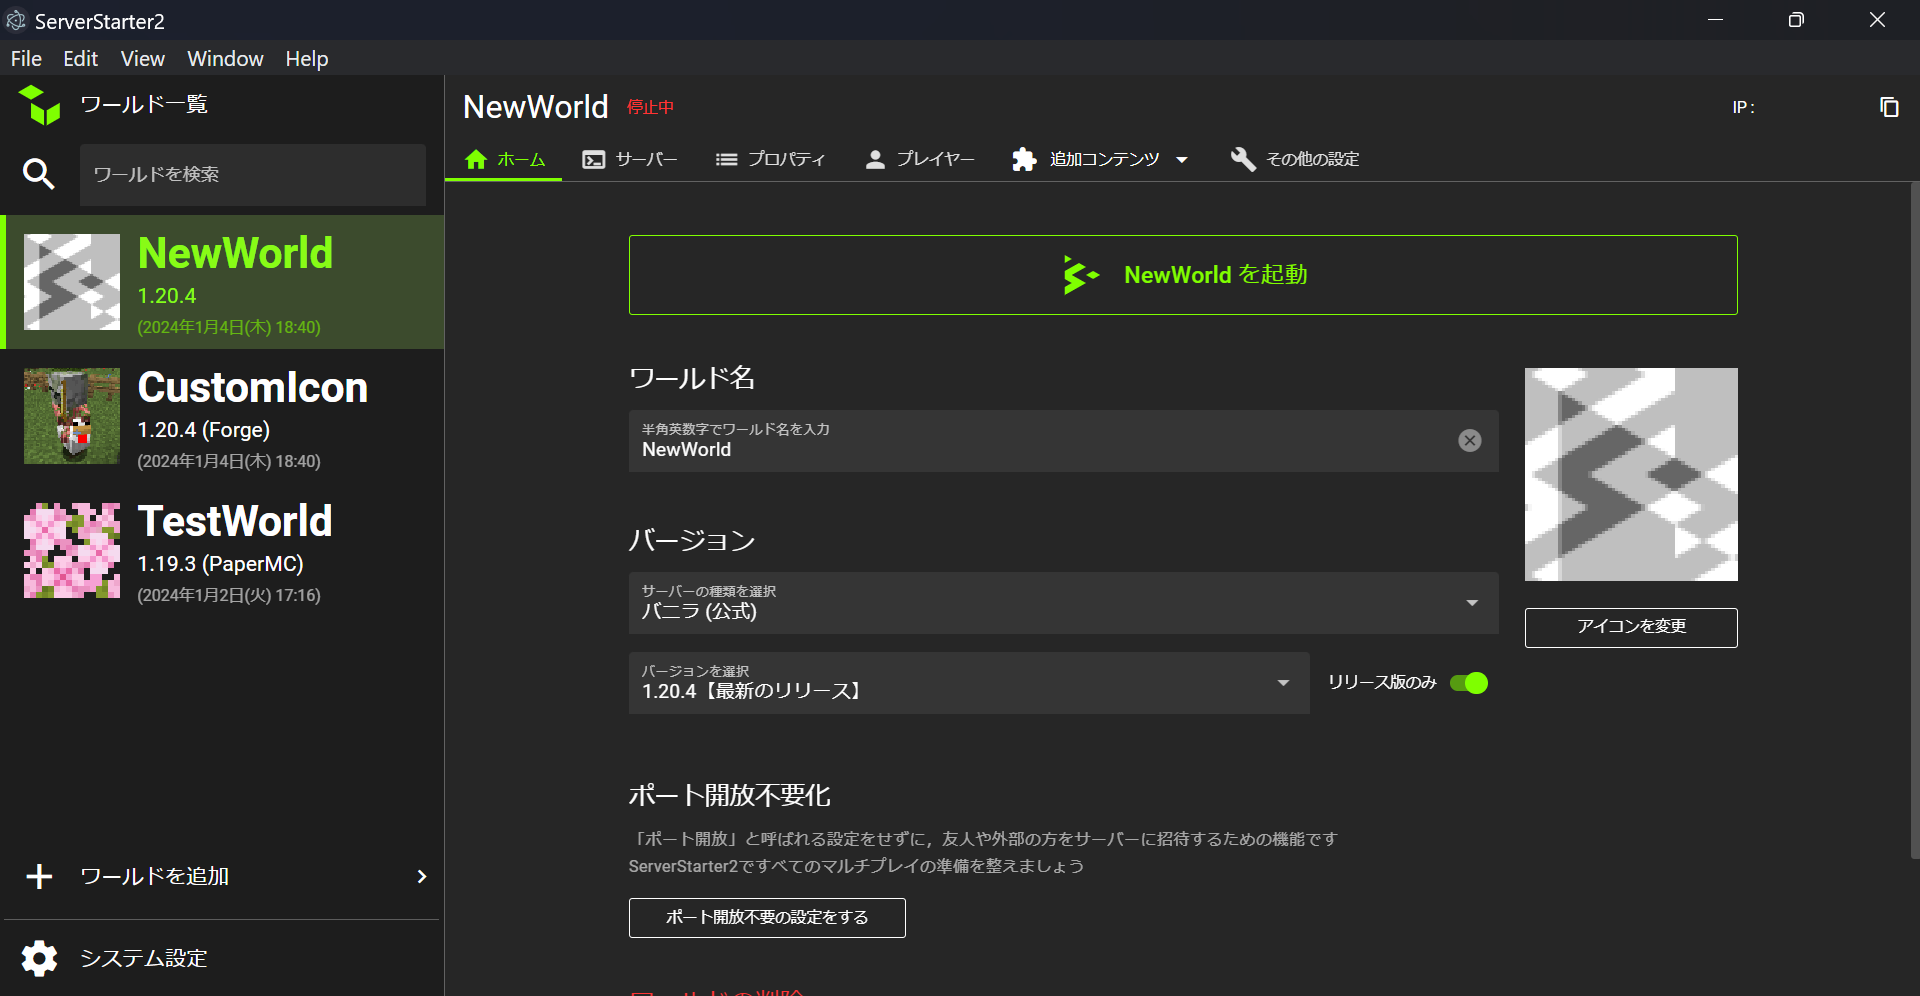 ServerStarter2
File Edit View Window Help
ワールド一覧
ワールドを検索
NewWorld
1.20.4
(2024年1月4日(木) 18:40)
CustomIcon
1.20.4 (Forge)
(2024年1月4日(木) 18:40)
TestWorld
1.19.3 (PaperMC)
(2024年1月2日(火) 17:16)
ワールドを追加
システム設定
NewWorld 停止中
IP :
ホーム サーバー プロパティ プレイヤー 追加コンテンツ その他の設定
NewWorld を起動
ワールド名
半角英数字でワールド名を入力
NewWorld
バージョン
サーバーの種類を選択
バニラ (公式)
アイコンを変更
バージョンを選択
1.20.4【最新のリリース】
リリース版のみ
ポート開放不要化
「ポート開放」と呼ばれる設定をせずに，友人や外部の方をサーバーに招待するための機能です
ServerStarter2ですべてのマルチプレイの準備を整えましょう
ポート開放不要の設定をする
ワールドの削除